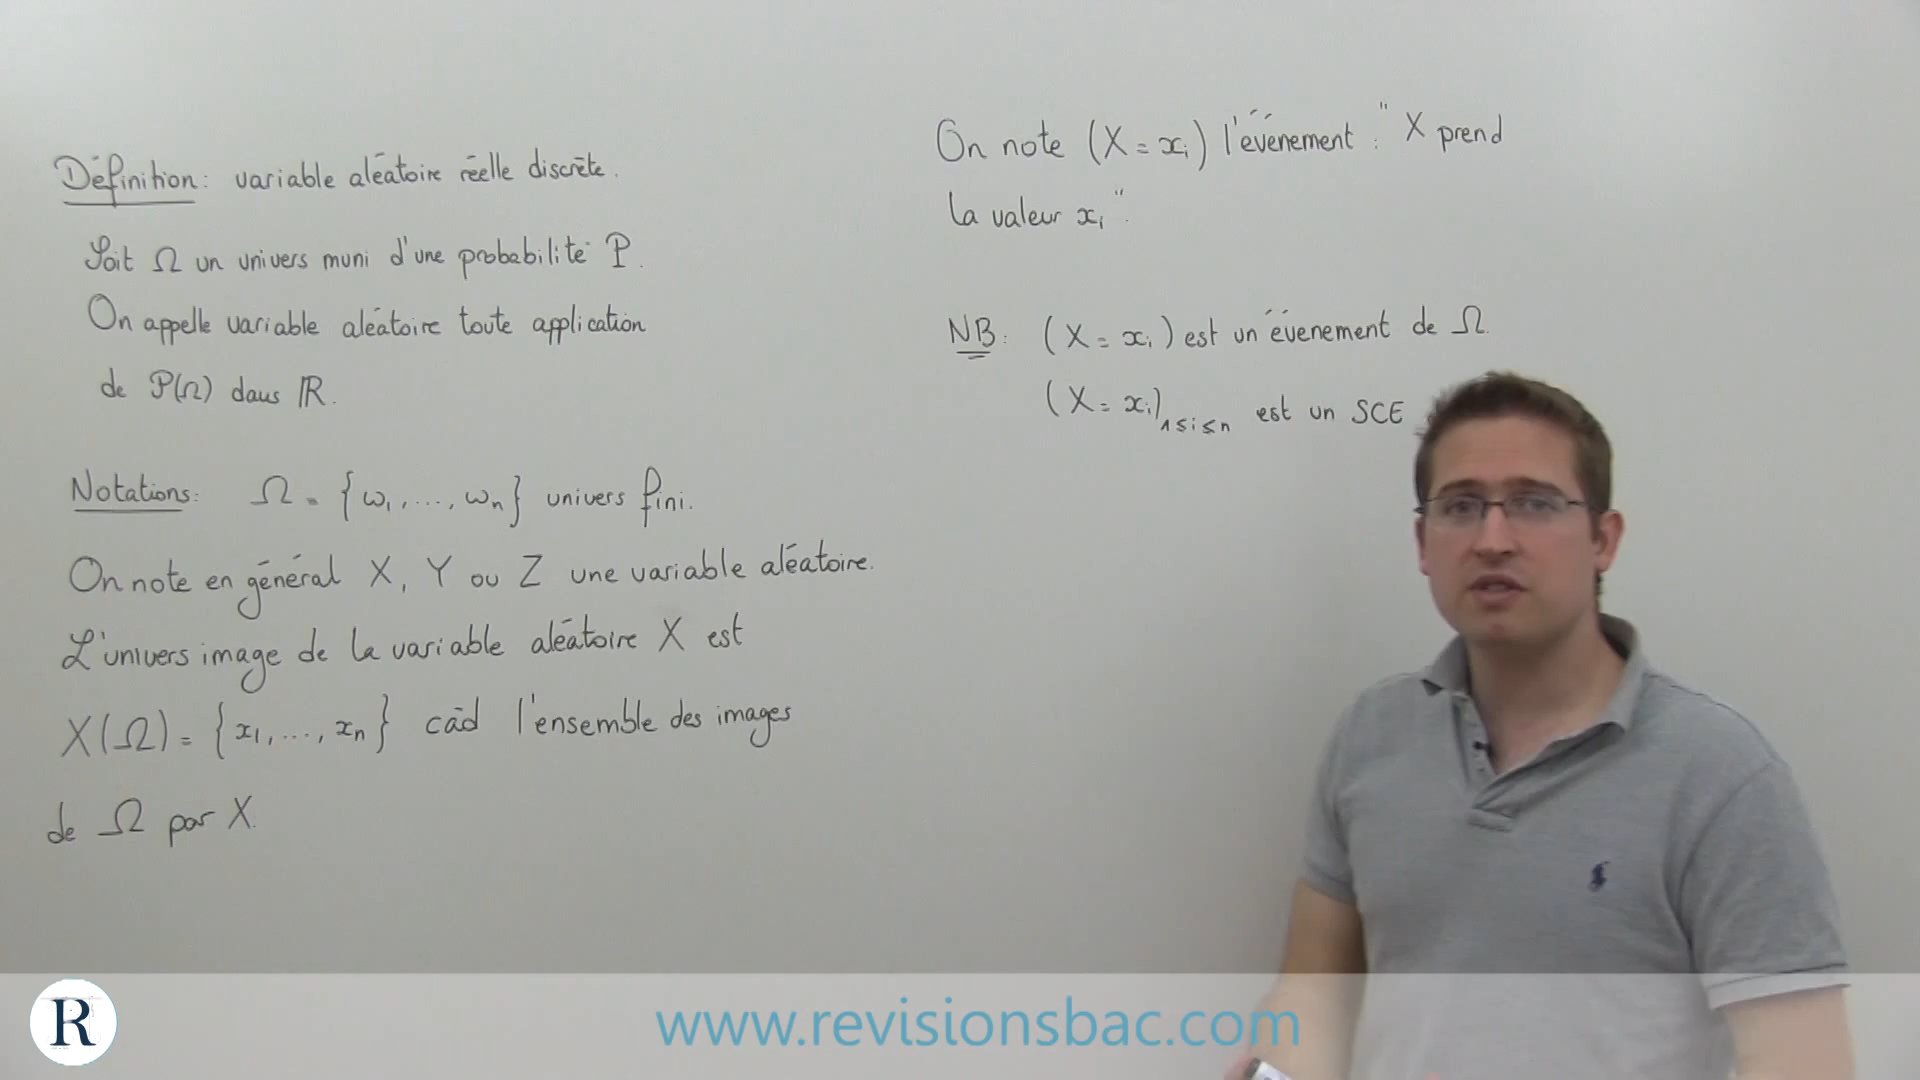 Définition : variable aléatoire réelle discrète.
Soit Ω un univers muni d'une probabilité P.
On appelle variable aléatoire toute application
de P(Ω) dans ℝ.
Notations : Ω = {ω₁, ..., ωₙ} univers fini.
On note en général X, Y ou Z une variable aléatoire.
L'univers image de la variable aléatoire X est
X(Ω) = {x₁, ..., xₙ} càd l'ensemble des images
de Ω par X.
On note (X = xᵢ) l'événement : "X prend
la valeur xᵢ".
NB : (X = xᵢ) est un événement de Ω.
(X = xᵢ)₁≤ᵢ≤ₙ est un SCE
R
www.revisionsbac.com